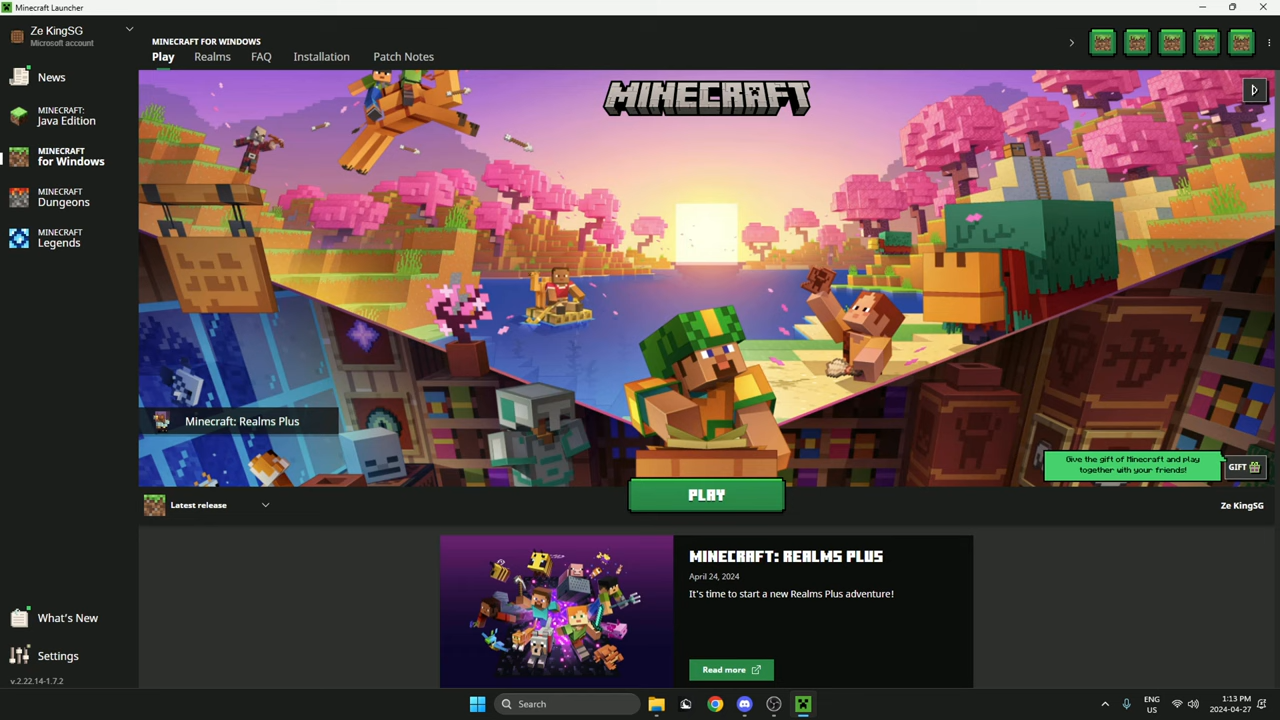 Minecraft Launcher
Ze KingSG
Microsoft account
News
MINECRAFT:
Java Edition
MINECRAFT
for Windows
MINECRAFT
Dungeons
MINECRAFT
Legends
What's New
Settings
v.2.22.14-1.7.2
MINECRAFT FOR WINDOWS
Play Realms FAQ Installation Patch Notes
MINECRAFT
Minecraft: Realms Plus
Give the gift of Minecraft and play
together with your friends!
GIFT
Latest release
PLAY
Ze KingSG
MINECRAFT: REALMS PLUS
April 24, 2024
It's time to start a new Realms Plus adventure!
Read more
Search
ENG
US
1:13 PM
2024-04-27